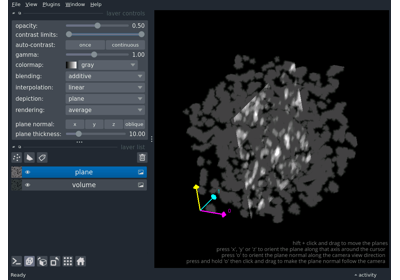 File View Plugins Window Help
layer controls
opacity: 0.50
contrast limits:
auto-contrast: once continuous
gamma: 1.00
colormap: gray
blending: additive
interpolation: linear
depiction: plane
rendering: average
plane normal: x y z oblique
plane thickness: 10.00
layer list
plane
volume
shift + click and drag to move the planes
press 'x', 'y' or 'z' to orient the plane along that axis around the cursor
press 'o' to orient the plane normal along the camera view direction
press and hold 'o' then click and drag to make the plane normal follow the camera
Ready
activity